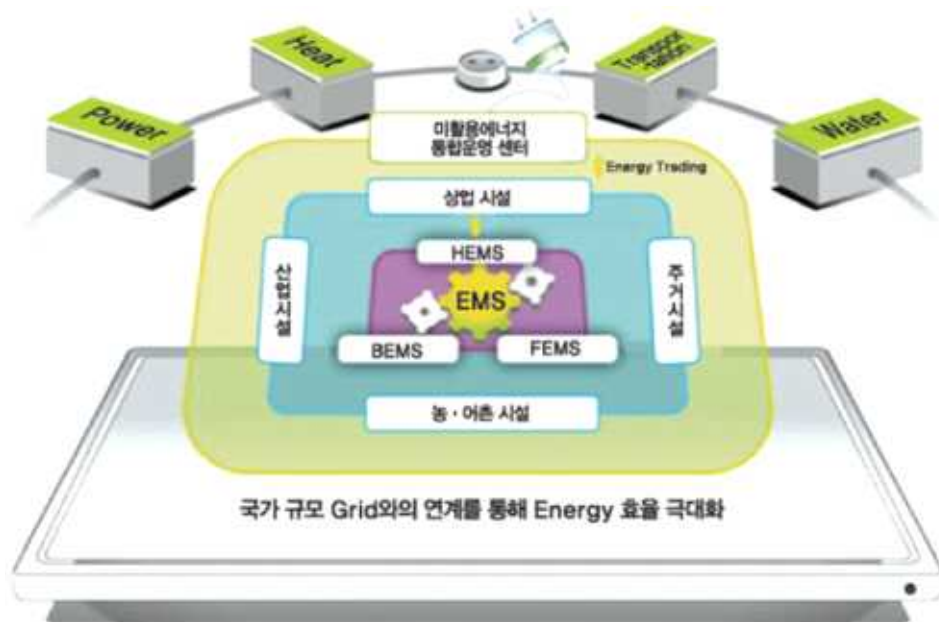 Heat
Transpor
tation
Power
Water
미활용에너지
통합운영 센터
Energy Trading
상업 시설
HEMS
산업시설
주거시설
EMS
BEMS
FEMS
농·어촌 시설
국가 규모 Grid와의 연계를 통해 Energy 효율 극대화